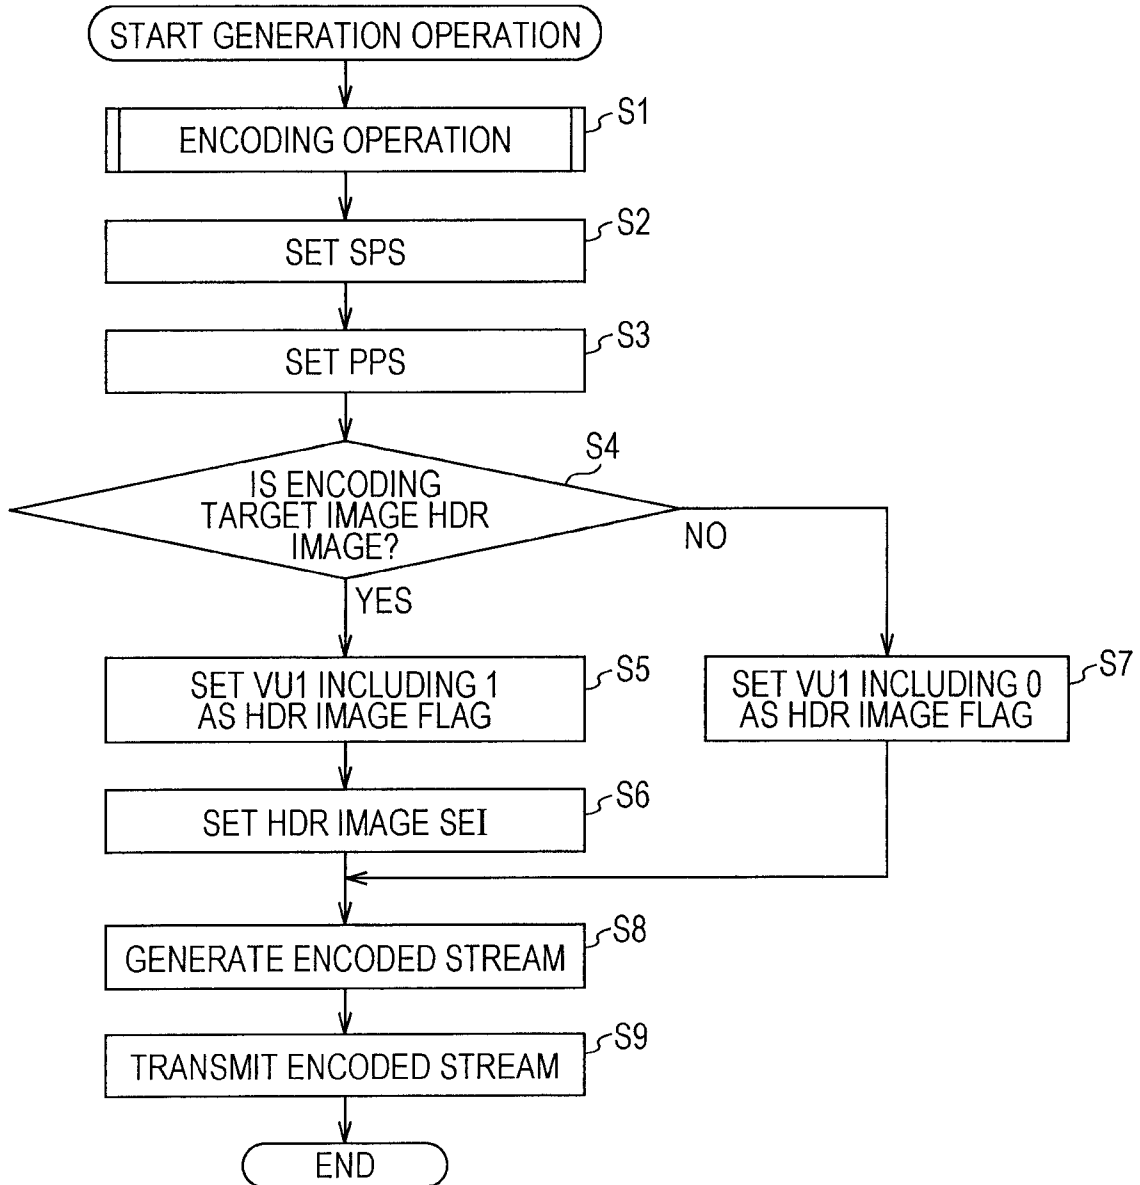 START GENERATION OPERATION
S1
ENCODING OPERATION
S2
SET SPS
S3
SET PPS
S4
IS ENCODING
TARGET IMAGE HDR
IMAGE?
NO
YES
S5
SET VU1 INCLUDING 1
AS HDR IMAGE FLAG
S7
SET VU1 INCLUDING 0
AS HDR IMAGE FLAG
S6
SET HDR IMAGE SEI
S8
GENERATE ENCODED STREAM
S9
TRANSMIT ENCODED STREAM
END